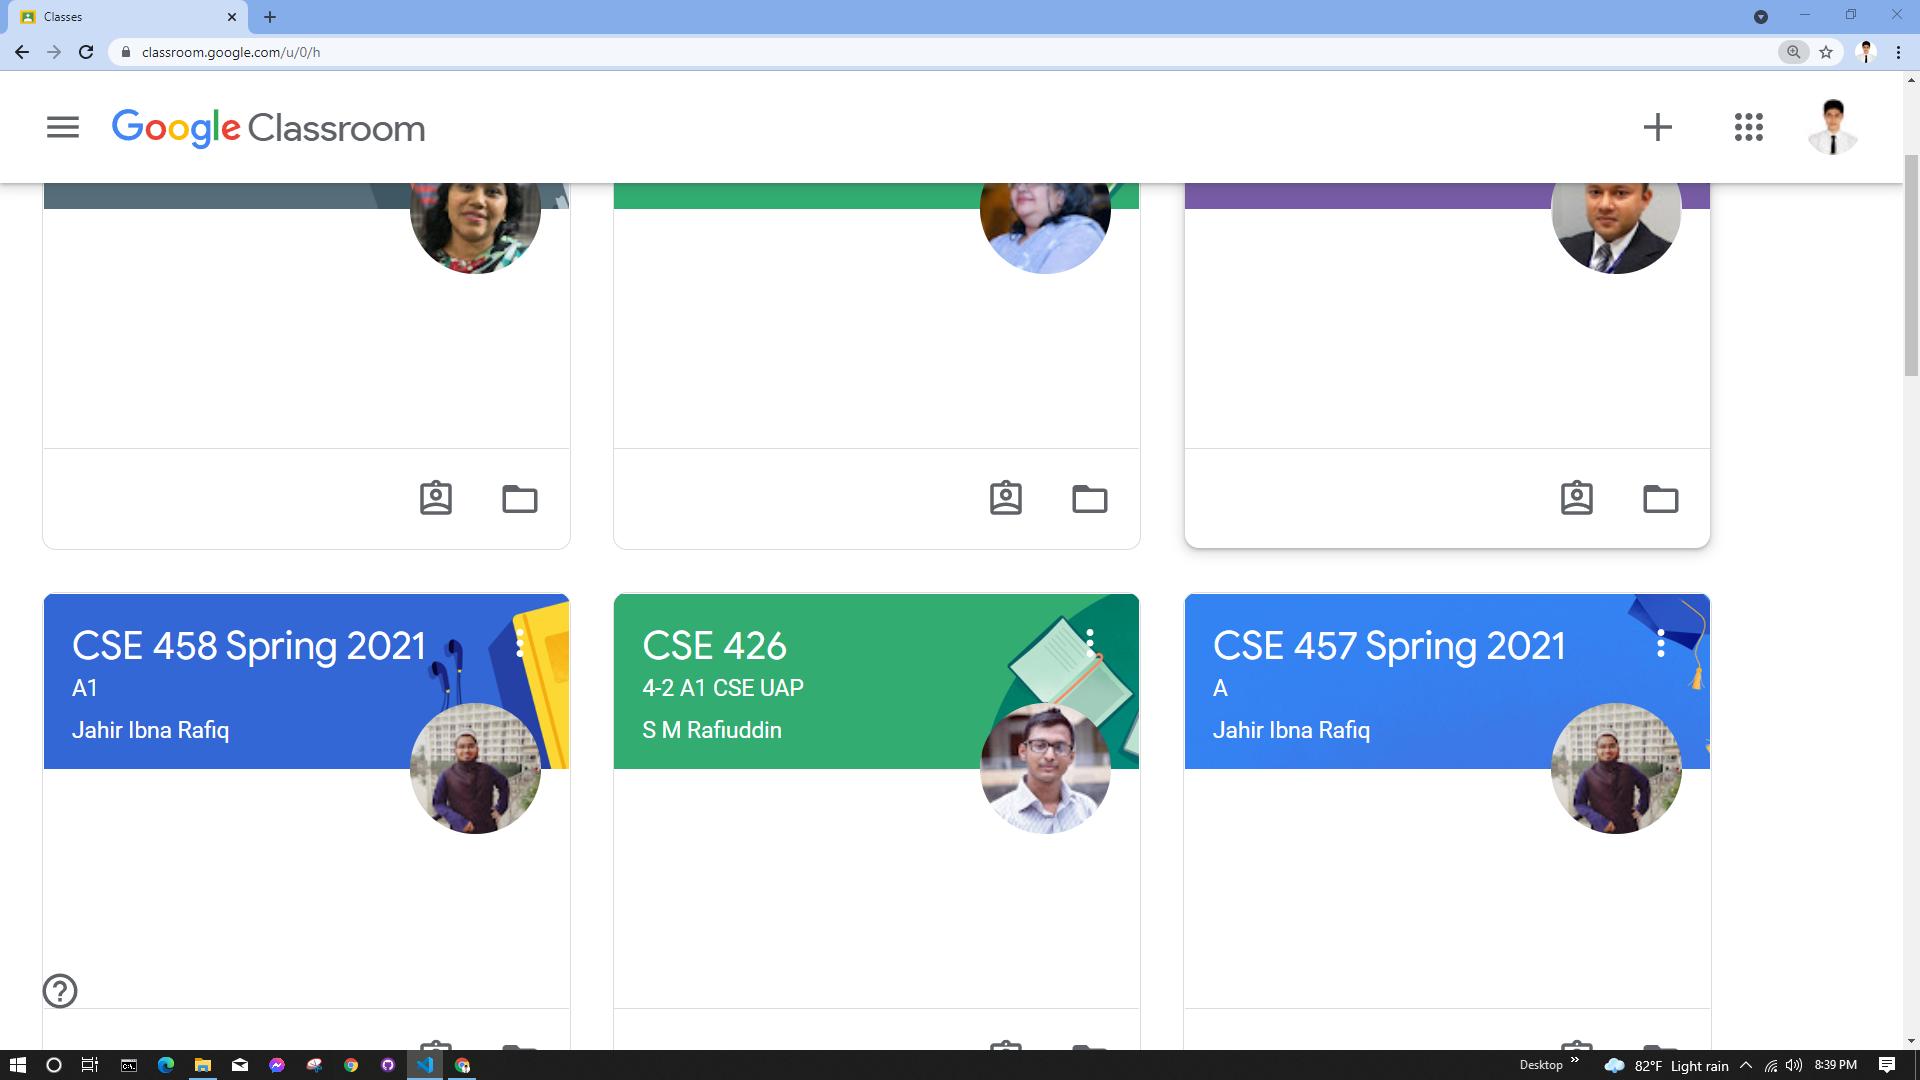 Classes
classroom.google.com/u/0/h
Google Classroom
CSE 458 Spring 2021
A1
Jahir Ibna Rafiq
CSE 426
4-2 A1 CSE UAP
S M Rafiuddin
CSE 457 Spring 2021
A
Jahir Ibna Rafiq
Desktop
82°F Light rain
8:39 PM